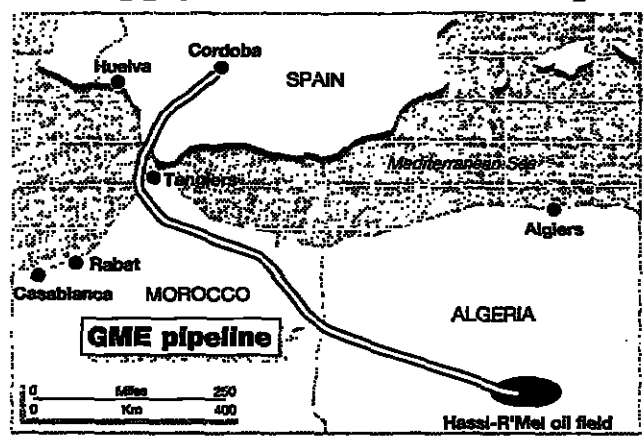 Cordoba
Huelva
SPAIN
Mediterranean Sea
Tangiers
Algiers
Rabat
Casablanca
MOROCCO
ALGERIA
GME pipeline
0 Miles 250
0 Km 400
Hassi-R'Mel oil field